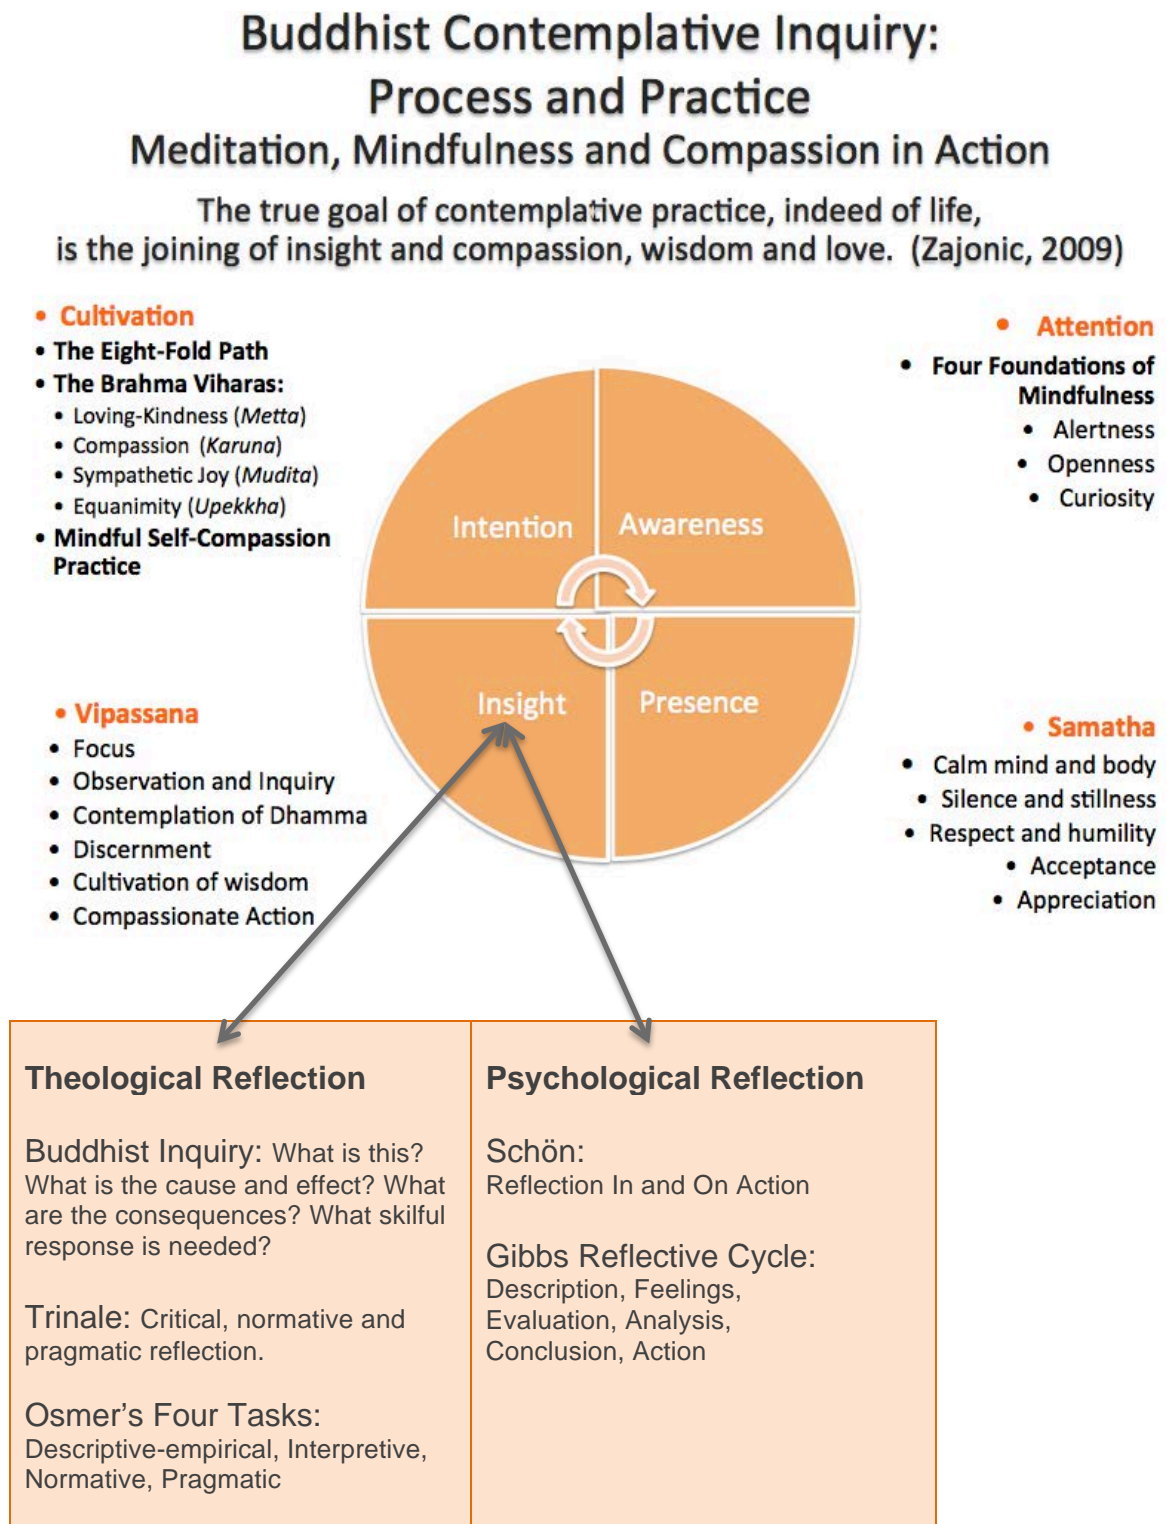 Buddhist Contemplative Inquiry:
Process and Practice
Meditation, Mindfulness and Compassion in Action
The true goal of contemplative practice, indeed of life,
is the joining of insight and compassion, wisdom and love. (Zajonic, 2009)
• Cultivation
• The Eight-Fold Path
• The Brahma Viharas:
• Loving-Kindness (Metta)
• Compassion (Karuna)
• Sympathetic Joy (Mudita)
• Equanimity (Upekkha)
• Mindful Self-Compassion
Practice
• Attention
• Four Foundations of
Mindfulness
• Alertness
• Openness
• Curiosity
Intention
Awareness
Insight
Presence
• Vipassana
• Focus
• Observation and Inquiry
• Contemplation of Dhamma
• Discernment
• Cultivation of wisdom
• Compassionate Action
• Samatha
• Calm mind and body
• Silence and stillness
• Respect and humility
• Acceptance
• Appreciation
Theological Reflection
Buddhist Inquiry: What is this?
What is the cause and effect? What
are the consequences? What skilful
response is needed?
Trinale: Critical, normative and
pragmatic reflection.
Osmer's Four Tasks:
Descriptive-empirical, Interpretive,
Normative, Pragmatic
Psychological Reflection
Schön:
Reflection In and On Action
Gibbs Reflective Cycle:
Description, Feelings,
Evaluation, Analysis,
Conclusion, Action